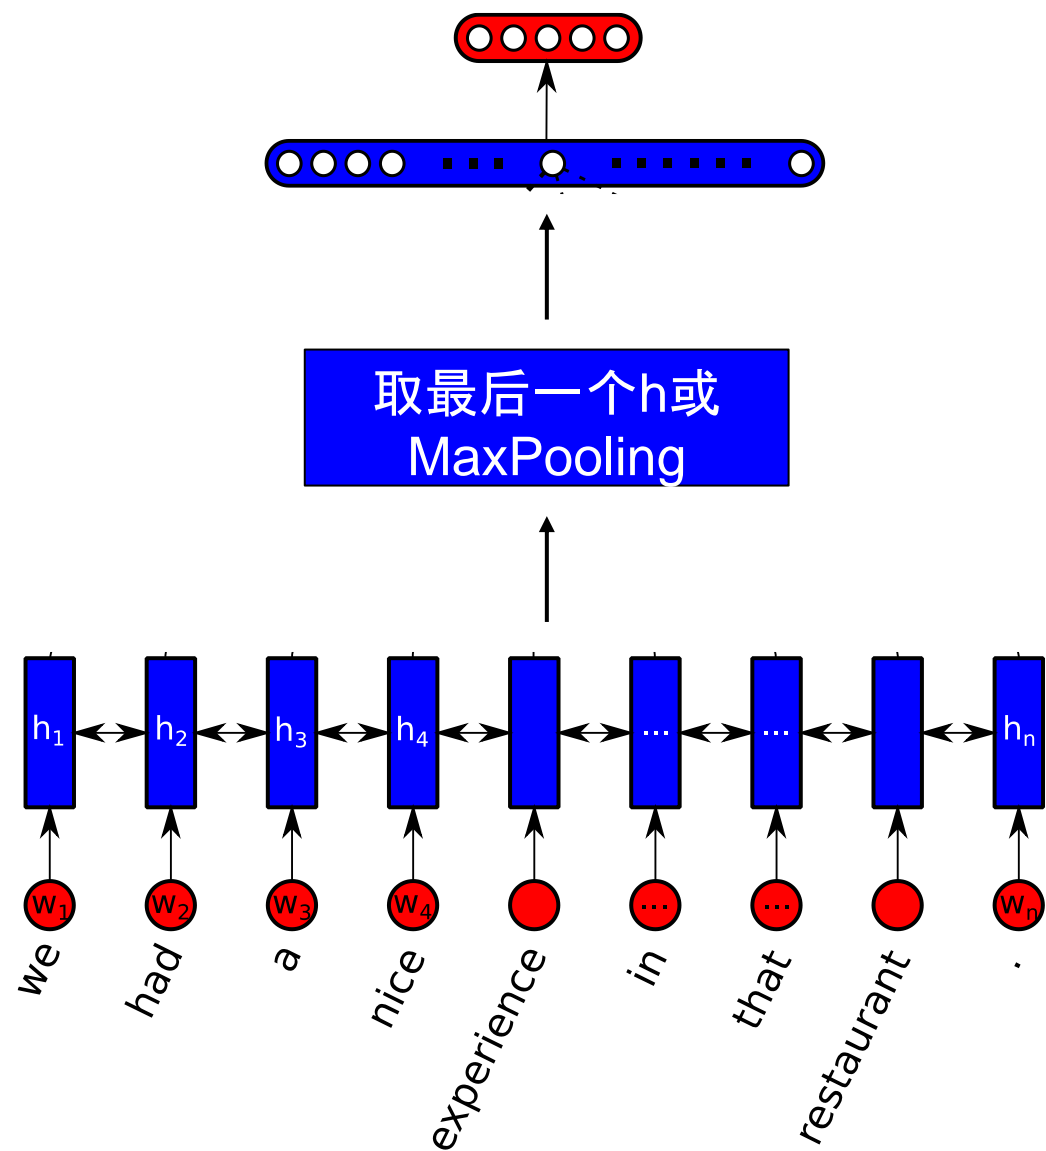 取最后一个h或
MaxPooling
h1 h2 h3 h4 ... ... hn
w1 w2 w3 w4 ... ... wn
we had a nice experience in that restaurant .